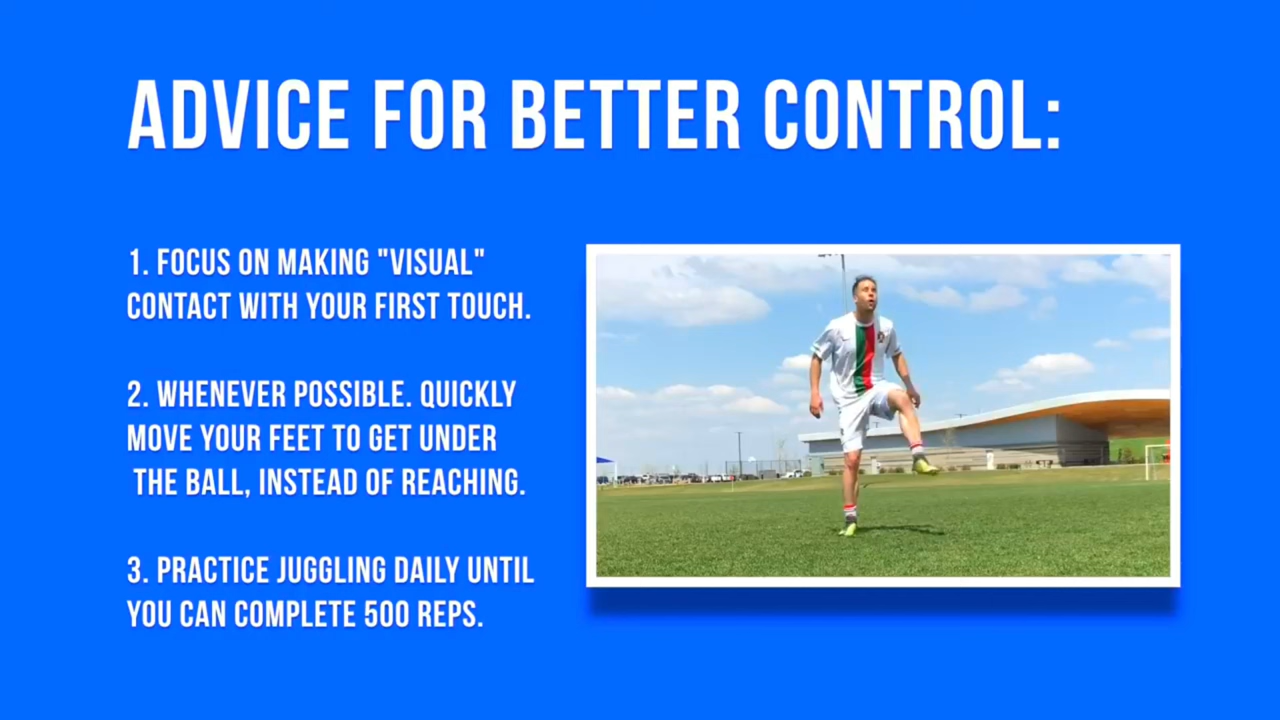 ADVICE FOR BETTER CONTROL:
1. FOCUS ON MAKING "VISUAL"
CONTACT WITH YOUR FIRST TOUCH.
2. WHENEVER POSSIBLE. QUICKLY
MOVE YOUR FEET TO GET UNDER
THE BALL, INSTEAD OF REACHING.
3. PRACTICE JUGGLING DAILY UNTIL
YOU CAN COMPLETE 500 REPS.